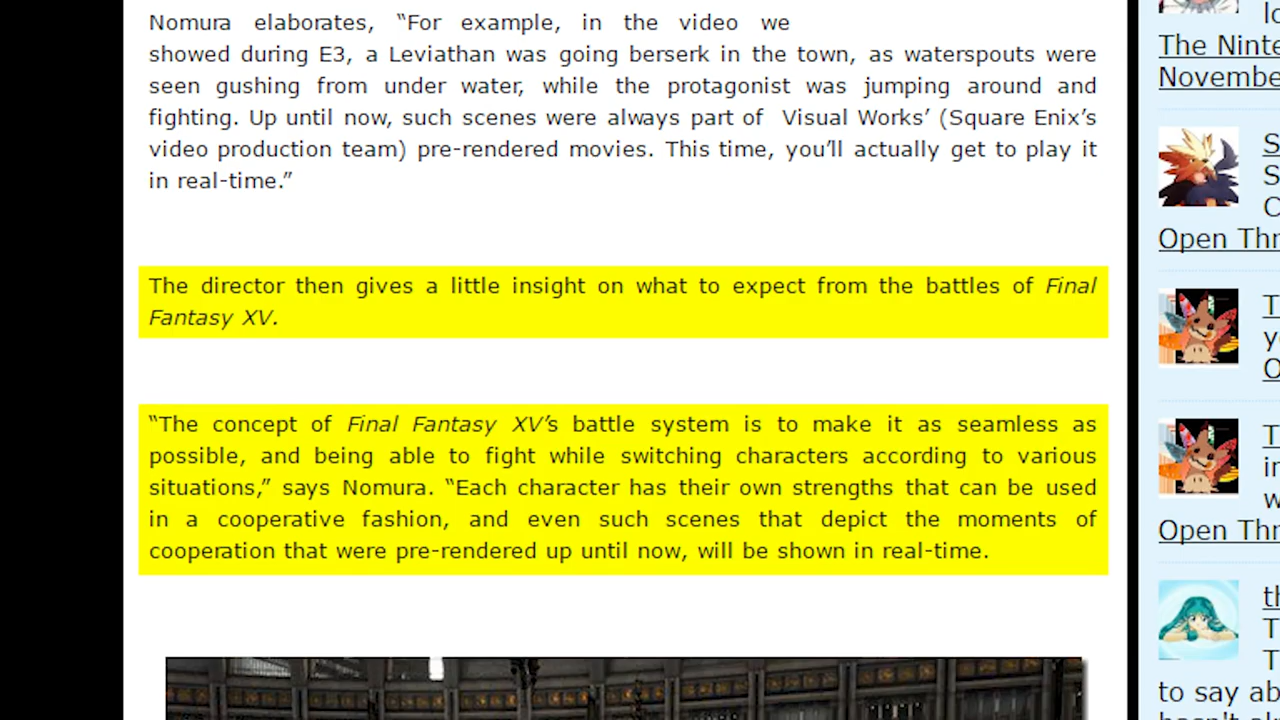 Nomura elaborates, “For example, in the video we
showed during E3, a Leviathan was going berserk in the town, as waterspouts were
seen gushing from under water, while the protagonist was jumping around and
fighting. Up until now, such scenes were always part of Visual Works’ (Square Enix’s
video production team) pre-rendered movies. This time, you’ll actually get to play it
in real-time.”
The director then gives a little insight on what to expect from the battles of Final
Fantasy XV.
“The concept of Final Fantasy XV’s battle system is to make it as seamless as
possible, and being able to fight while switching characters according to various
situations,” says Nomura. “Each character has their own strengths that can be used
in a cooperative fashion, and even such scenes that depict the moments of
cooperation that were pre-rendered up until now, will be shown in real-time.
The Ninte
Novembe
S
S
O
Open Thr
T
y
O
T
in
w
Open Thr
th
T
T
to say ab